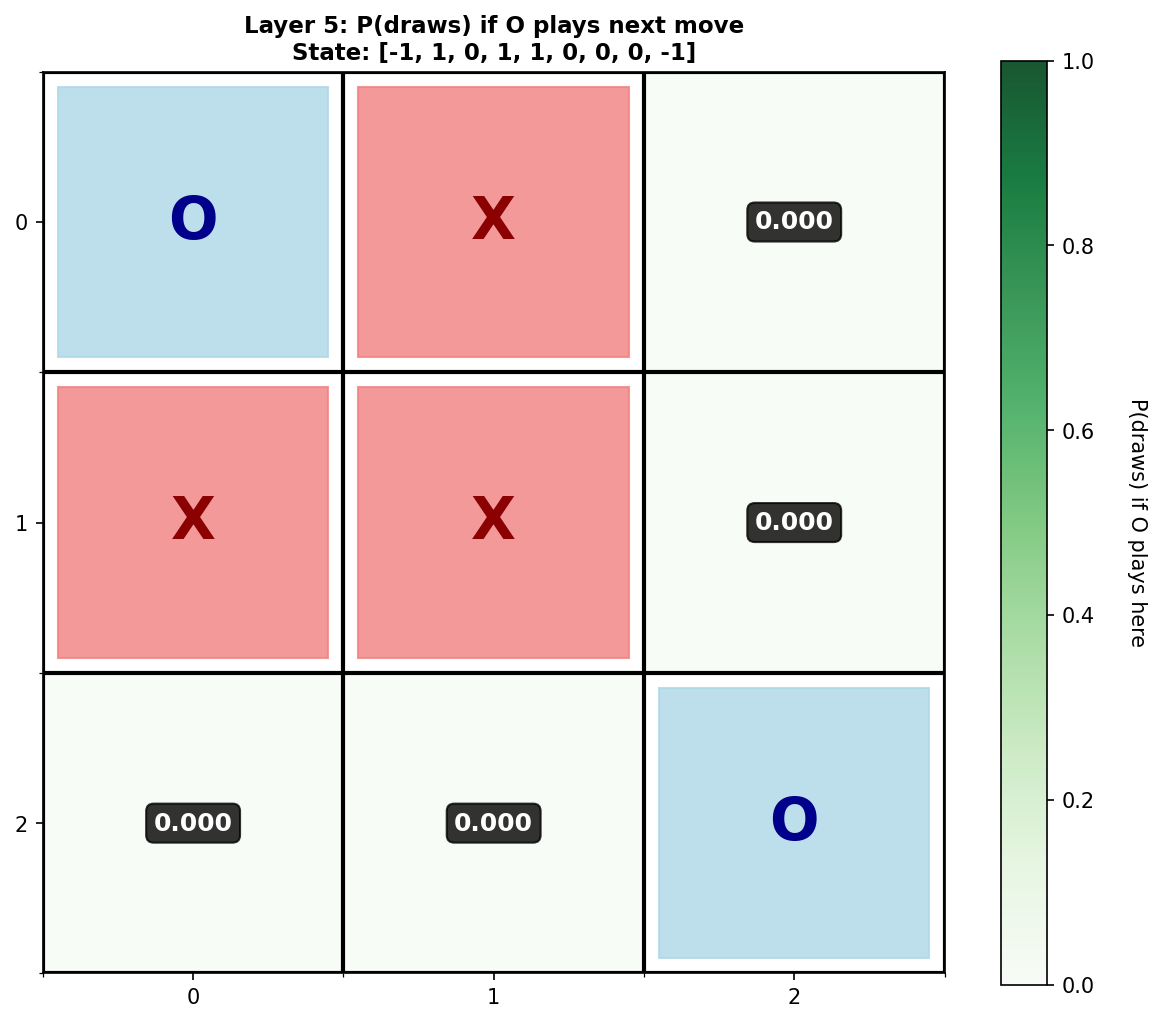 Layer 5: P(draws) if O plays next move
State: [-1, 1, 0, 1, 1, 0, 0, 0, -1]
0
O
X
0.000
1
X
X
0.000
2
0.000
0.000
O
0
1
2
1.0
0.8
0.6
0.4
0.2
0.0
P(draws) if O plays here